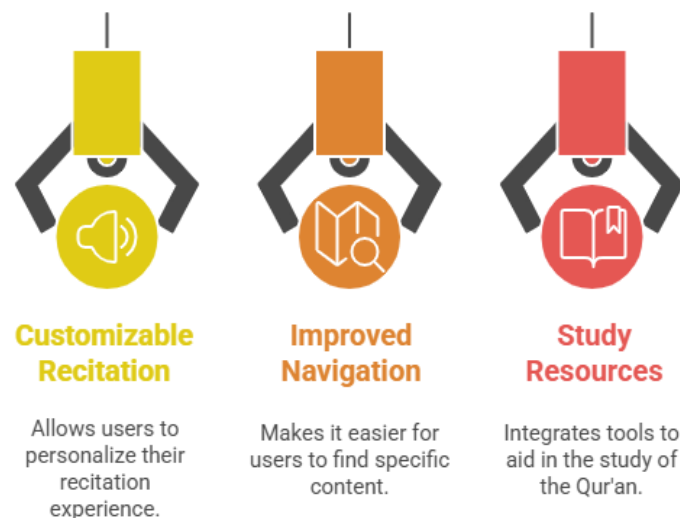 Customizable
Recitation
Allows users to
personalize their
recitation
experience.
Improved
Navigation
Makes it easier for
users to find specific
content.
Study
Resources
Integrates tools to
aid in the study of
the Qur'an.